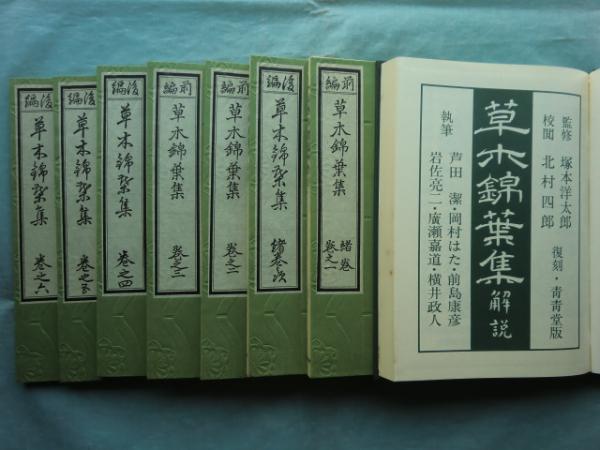 後編
草木錦葉集
巻之六
後編
草木錦葉集
巻之五
後編
草木錦葉集
巻之四
前編
草木錦葉集
巻之三
前編
草木錦葉集
巻之二
後編
草木錦葉集
緒巻次
前編
草木錦葉集
緒巻
巻之一
監修 塚本洋太郎
校閲 北村四郎
復刻・青青堂版
草木錦葉集 解説
執筆
芦田 潔・岡村はた・前島康彦
岩佐亮二・廣瀬嘉道・横井政人